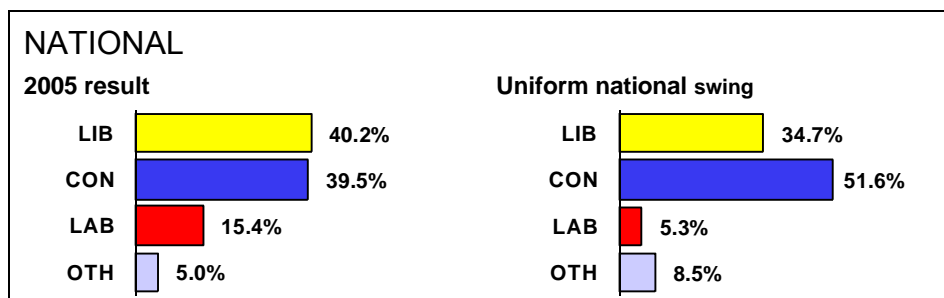 NATIONAL
2005 result
LIB 40.2%
CON 39.5%
LAB 15.4%
OTH 5.0%
Uniform national swing
LIB 34.7%
CON 51.6%
LAB 5.3%
OTH 8.5%